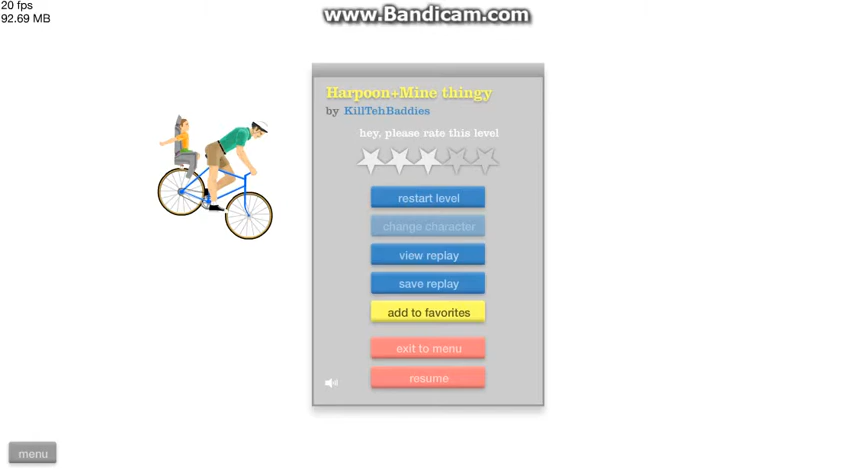 20 fps
92.69 MB
www.Bandicam.com
Harpoon+Mine thingy
by KillTehBaddies
hey, please rate this level
restart level
change character
view replay
save replay
add to favorites
exit to menu
resume
menu